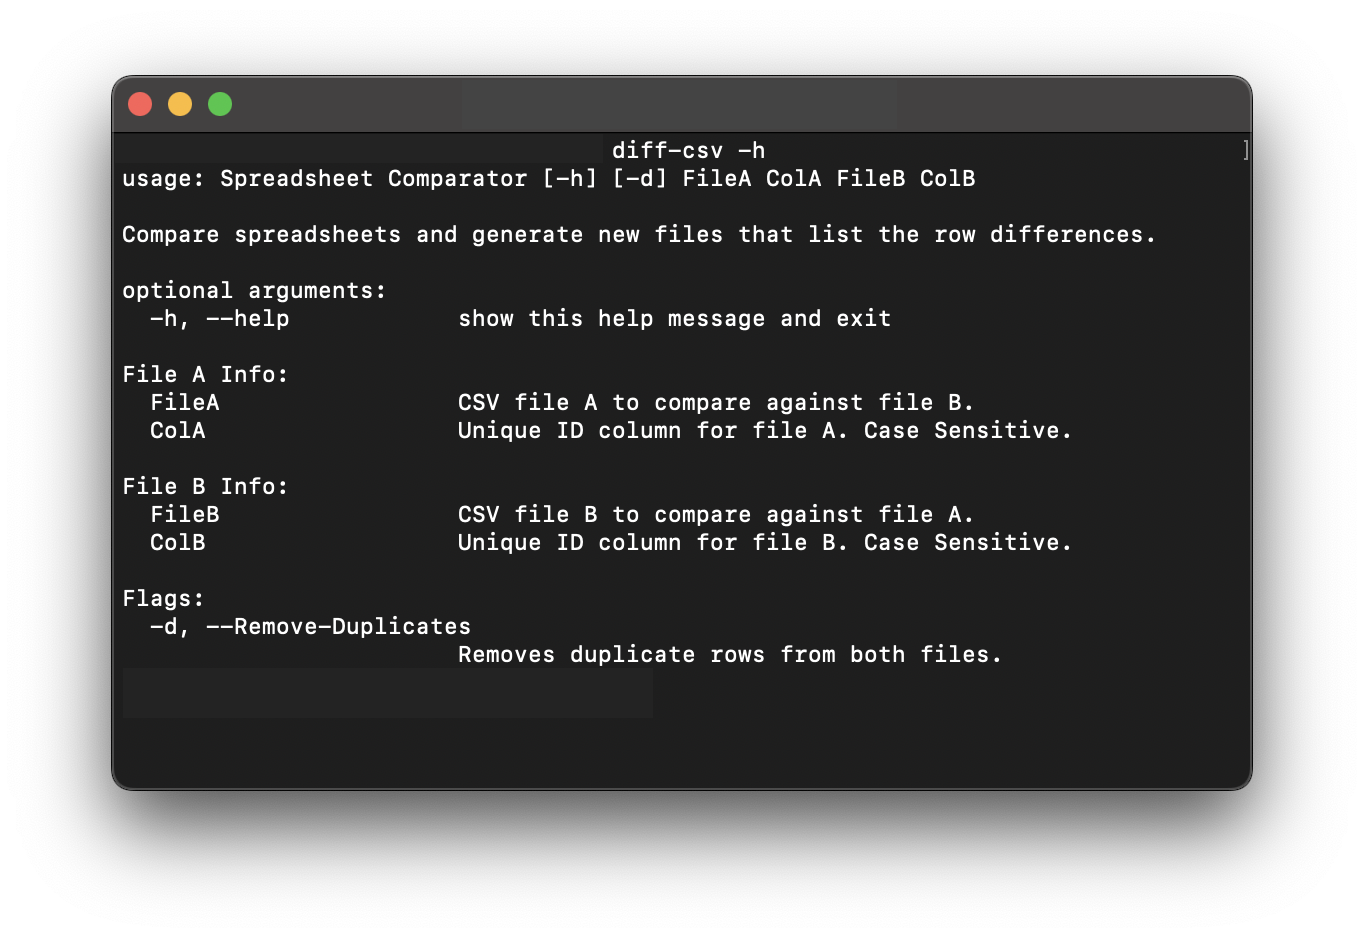 diff-csv -h ]
usage: Spreadsheet Comparator [-h] [-d] FileA ColA FileB ColB
Compare spreadsheets and generate new files that list the row differences.
optional arguments:
-h, --help show this help message and exit
File A Info:
FileA CSV file A to compare against file B.
ColA Unique ID column for file A. Case Sensitive.
File B Info:
FileB CSV file B to compare against file A.
ColB Unique ID column for file B. Case Sensitive.
Flags:
-d, --Remove-Duplicates
Removes duplicate rows from both files.